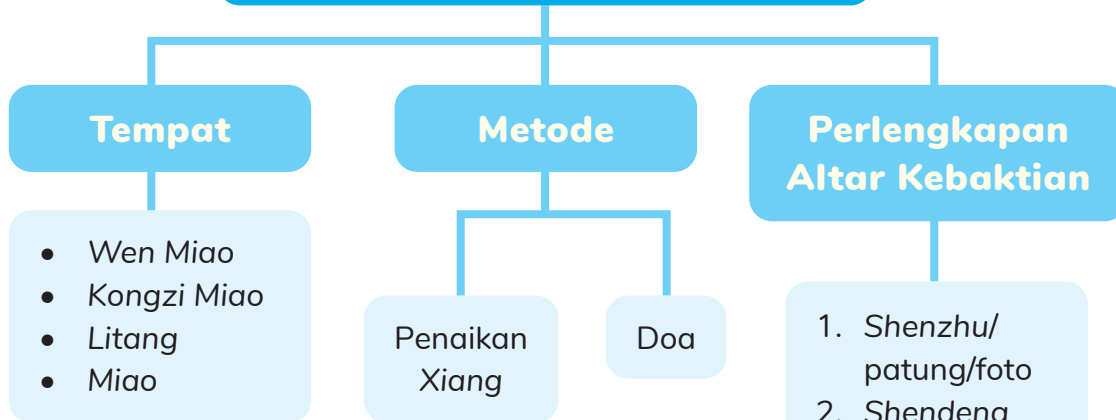 Tempat
Metode
Perlengkapan
Altar Kebaktian
• Wen Miao
• Kongzi Miao
• Litang
• Miao
Penaikan
Xiang
Doa
1. Shenzhu/
patung/foto
2. Shendeng